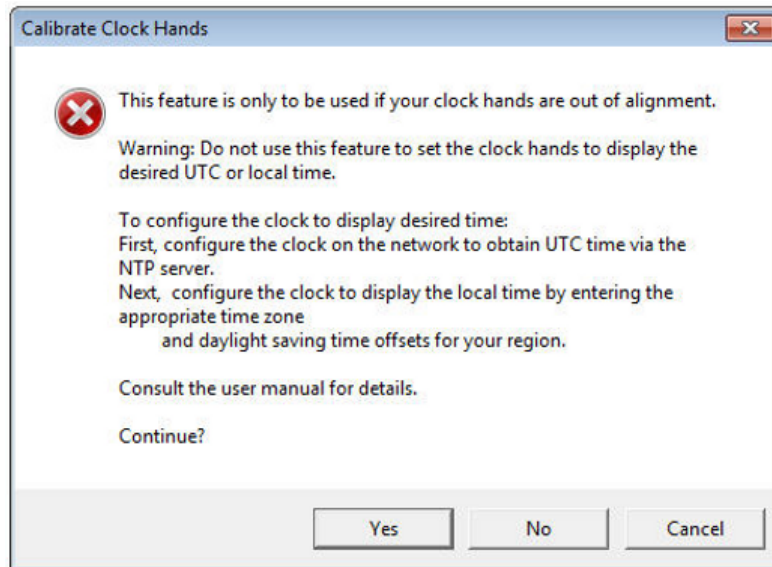 Calibrate Clock Hands
This feature is only to be used if your clock hands are out of alignment.
Warning: Do not use this feature to set the clock hands to display the
desired UTC or local time.
To configure the clock to display desired time:
First, configure the clock on the network to obtain UTC time via the
NTP server.
Next,  configure the clock to display the local time by entering the
appropriate time zone
and daylight saving time offsets for your region.
Consult the user manual for details.
Continue?
Yes
No
Cancel